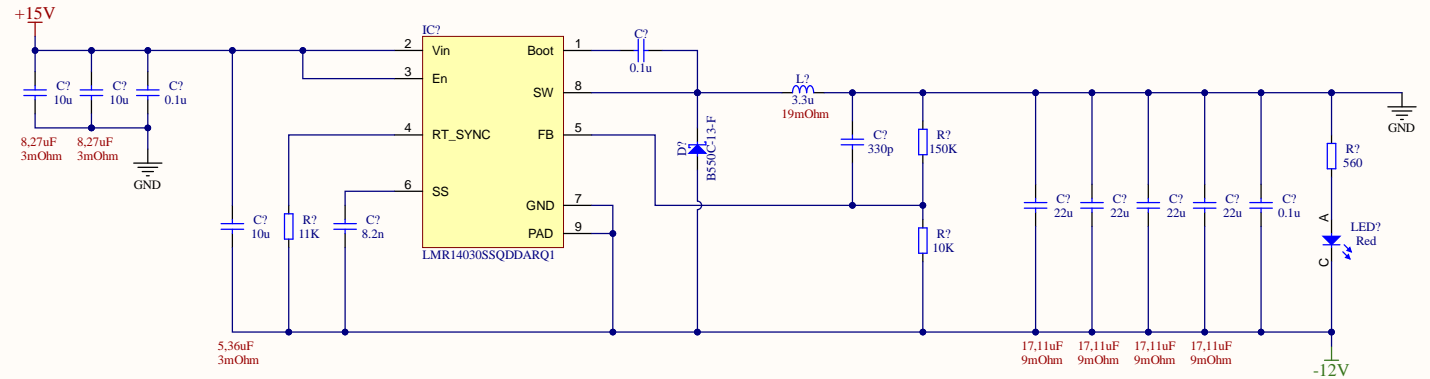 +15V
C?
10u
C?
10u
C?
0.1u
8,27uF
3mOhm
8,27uF
3mOhm
GND
C?
10u
5,36uF
3mOhm
R?
11K
C?
8.2n
IC?
2
Vin
3
En
4
RT_SYNC
6
SS
Boot
1
SW
8
FB
5
GND
7
PAD
9
LMR14030SSQDDARQ1
C?
0.1u
D?
B550C-13-F
L?
3.3u
19mOhm
C?
330p
R?
150K
R?
10K
C?
22u
C?
22u
C?
22u
C?
22u
C?
0.1u
17,11uF
9mOhm
17,11uF
9mOhm
17,11uF
9mOhm
17,11uF
9mOhm
R?
560
A
LED?
Red
C
GND
-12V